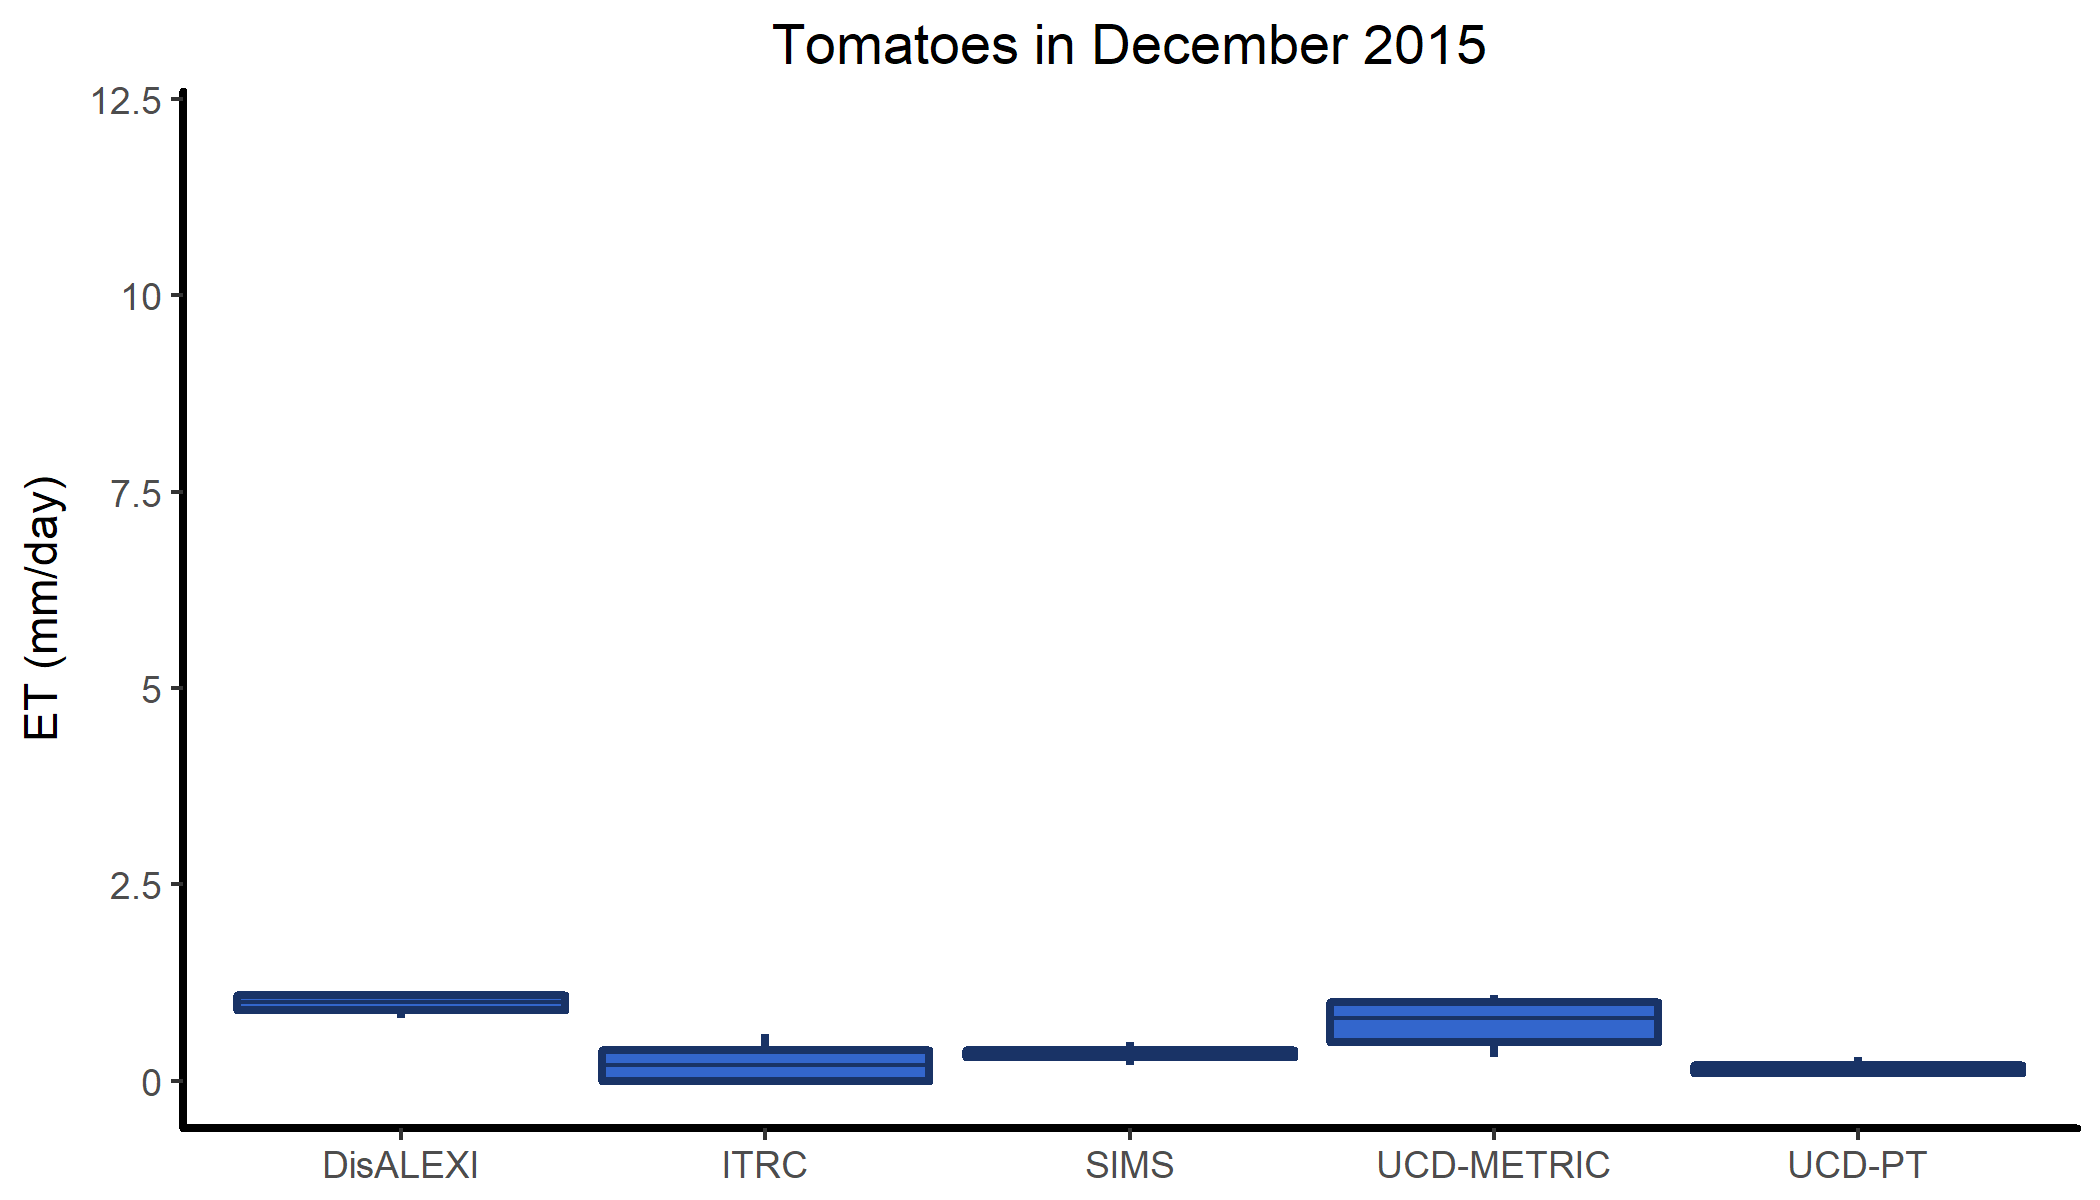 Tomatoes in December 2015
ET (mm/day)
12.5
10
7.5
5
2.5
0
DisALEXI
ITRC
SIMS
UCD-METRIC
UCD-PT